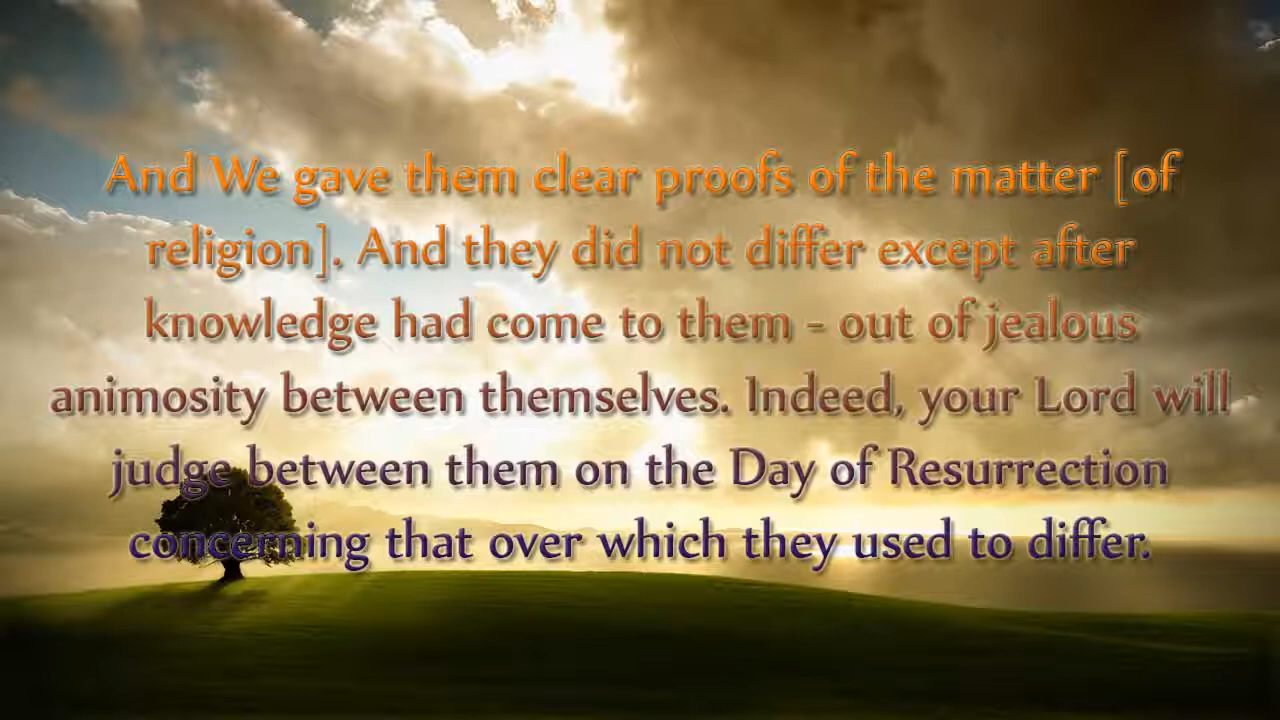 And We gave them clear proofs of the matter [of
religion]. And they did not differ except after
knowledge had come to them - out of jealous
animosity between themselves. Indeed, your Lord will
judge between them on the Day of Resurrection
concerning that over which they used to differ.